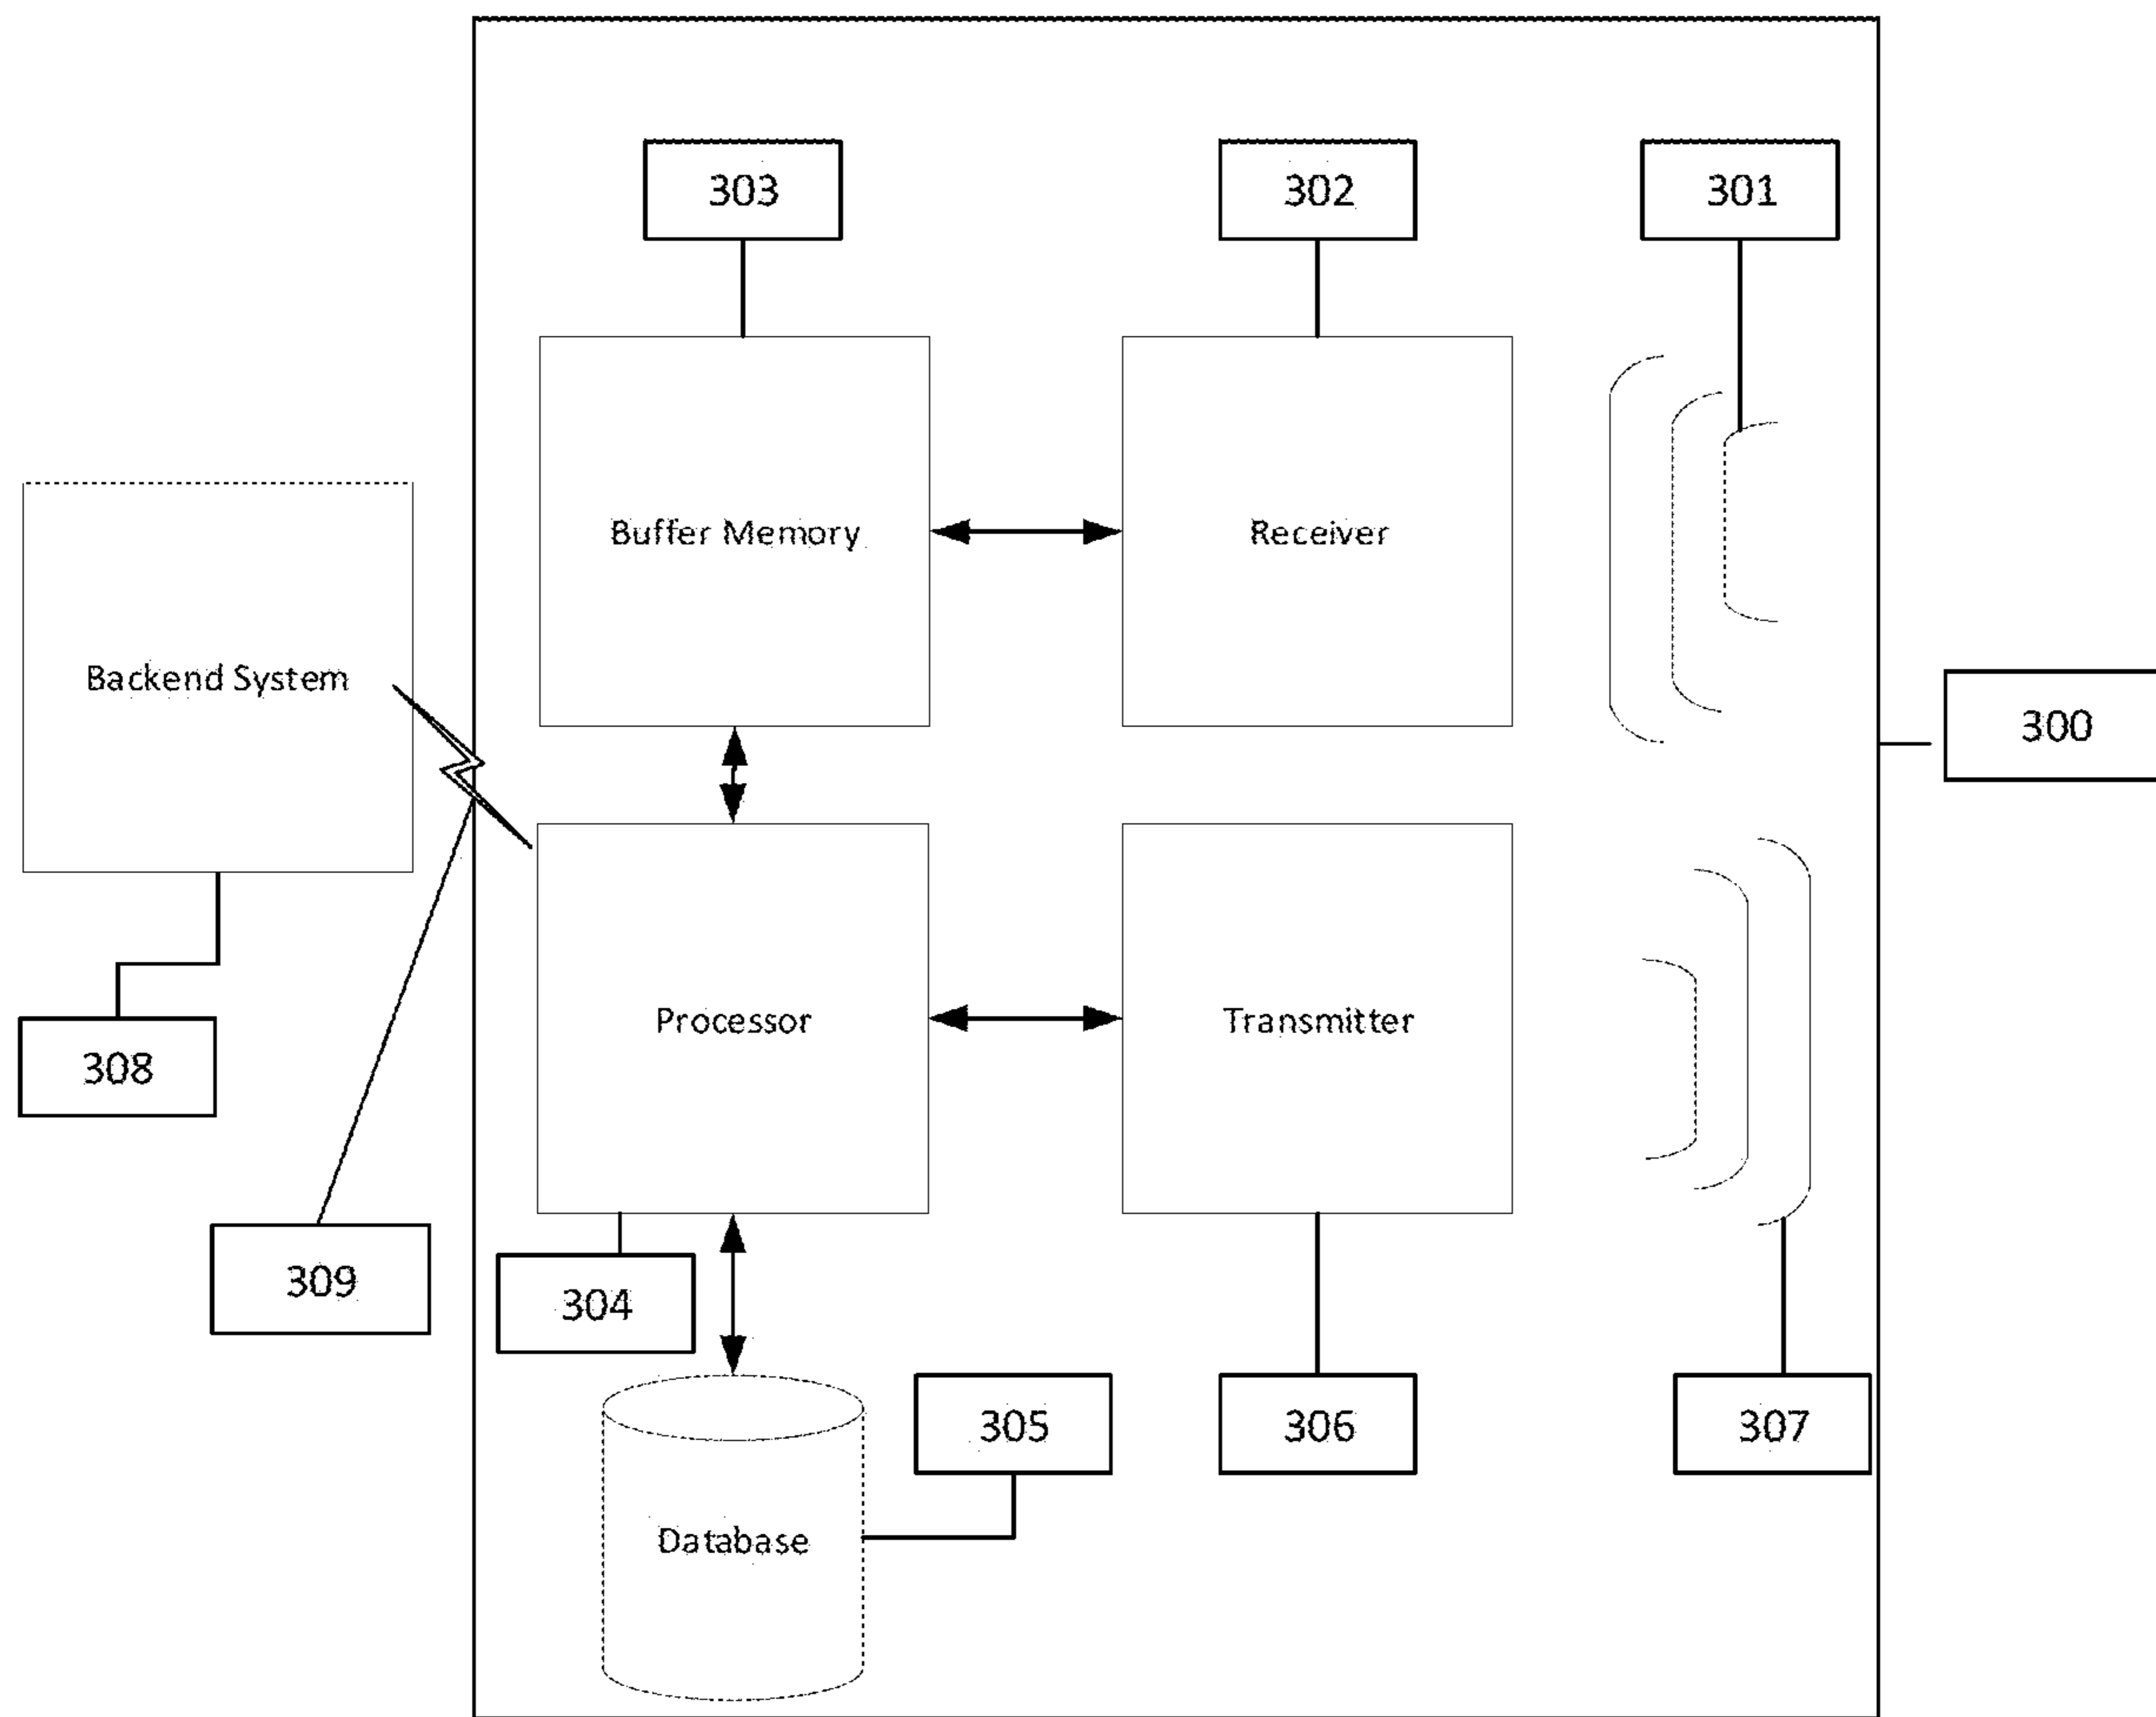 303
302
301
Buffer Memory
Receiver
Backend System
300
Processor
Transmitter
308
309
304
305
306
307
Database